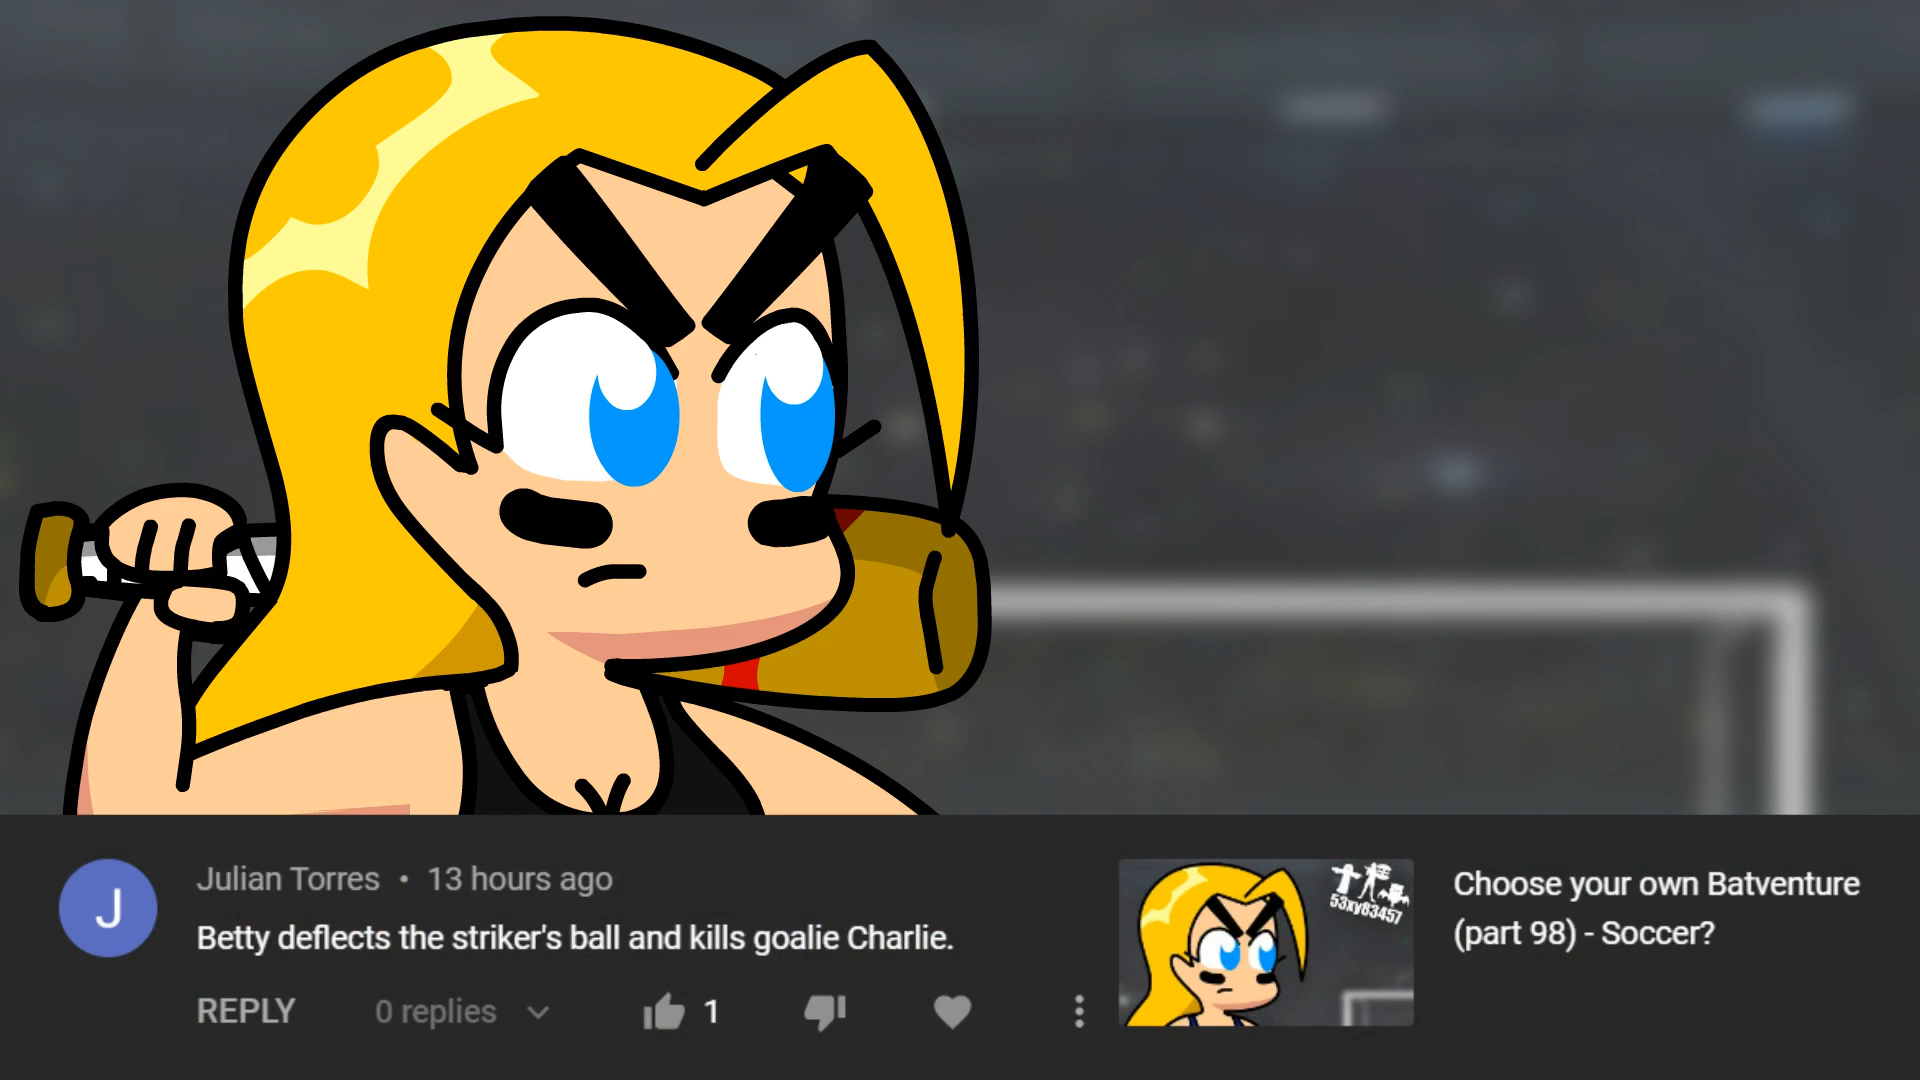 J
Julian Torres • 13 hours ago
Betty deflects the striker's ball and kills goalie Charlie.
REPLY 0 replies 1
53xy83457
Choose your own Batventure
(part 98) - Soccer?